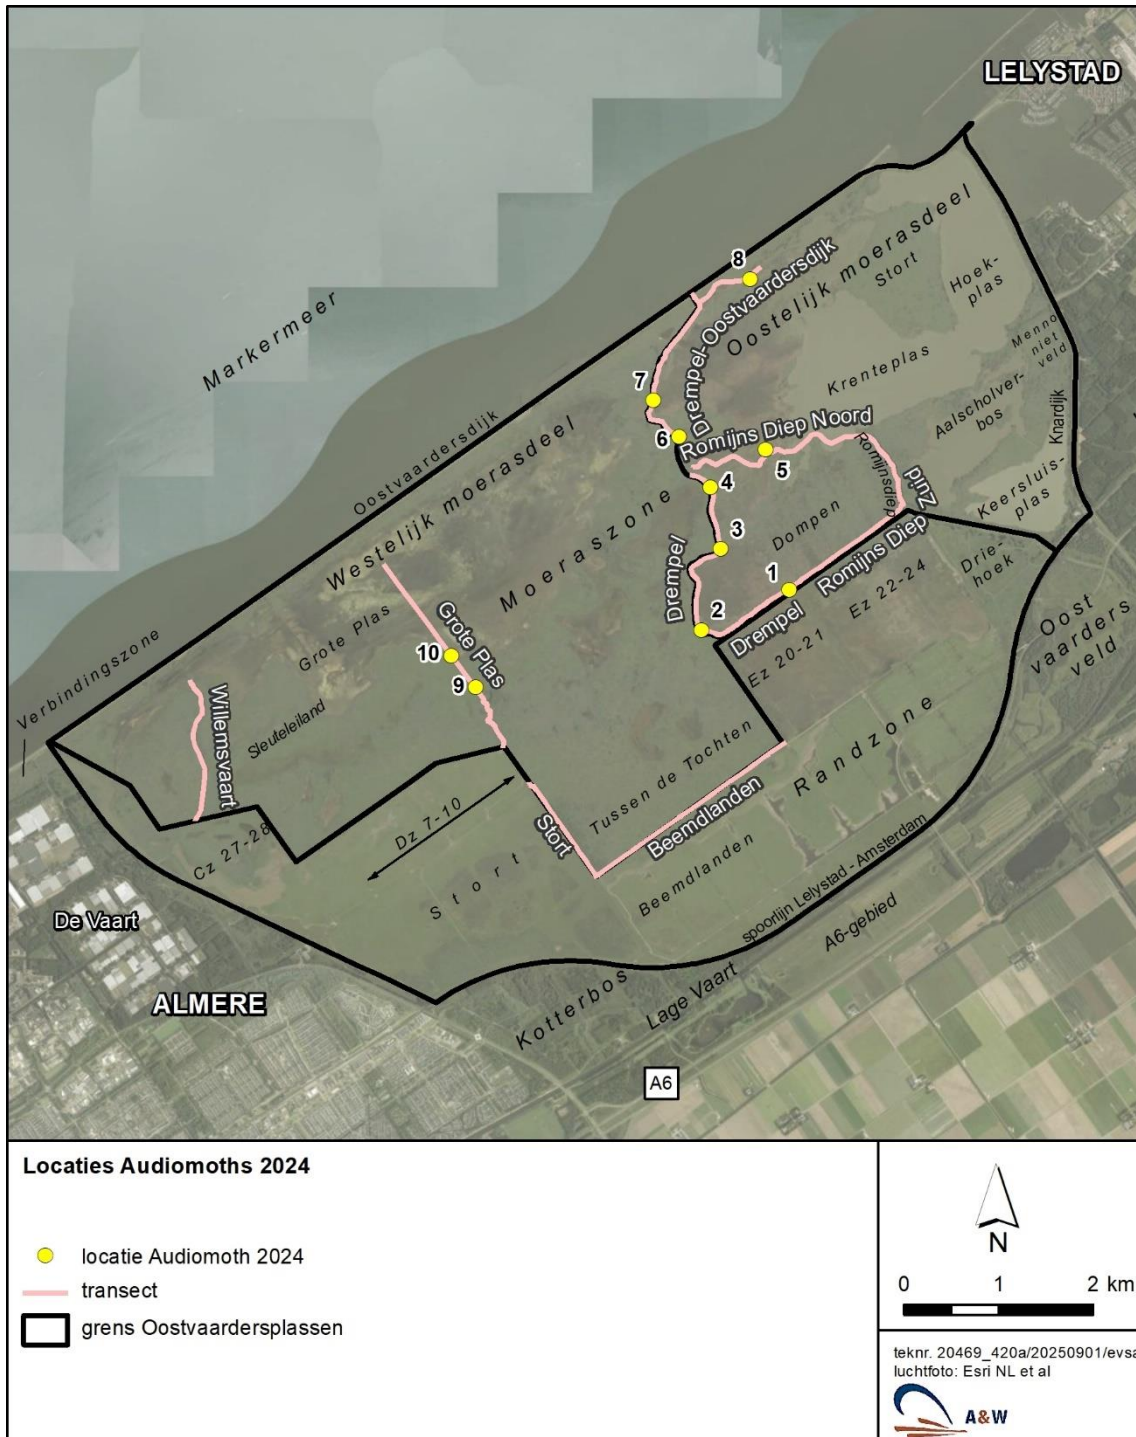 LELYSTAD
Markermeer
8
Drempel-Oostvaardersdijk
Oostelijk moerasdeel
Stort
Hoek-
plas
Menno
niet
veld
Krenteplas
Aalscholver-
bos
Knardijk
7
6
Romijns Diep Noord
5
Romijnsdiep
Zuid
Keersluis-
plas
Oostvaardersdijk
Westelijk moerasdeel
Moeraszone
4
3
Dompen
Drempel
1
Romijns Diep
Drie-
hoek
2
Drempel
Ez 22-24
Ez 20-21
Oost
vaarders
veld
Verbindingszone
Grote Plas
Grote Plas
10
9
Willemsvaart
Sleuteleiland
Randzone
Tussen de Tochten
Dz 7-10
Stort
Beemdlanden
Cz 27-28
Stort
Beemdlanden
spoorlijn Lelystad - Amsterdam
A6-gebied
De Vaart
ALMERE
Kotterbos
Lage Vaart
A6
Locaties Audiomoths 2024
locatie Audiomoth 2024
transect
grens Oostvaardersplassen
N
0 1 2 km
teknr. 20469_420a/20250901/evsa
luchtfoto: Esri NL et al
A&W